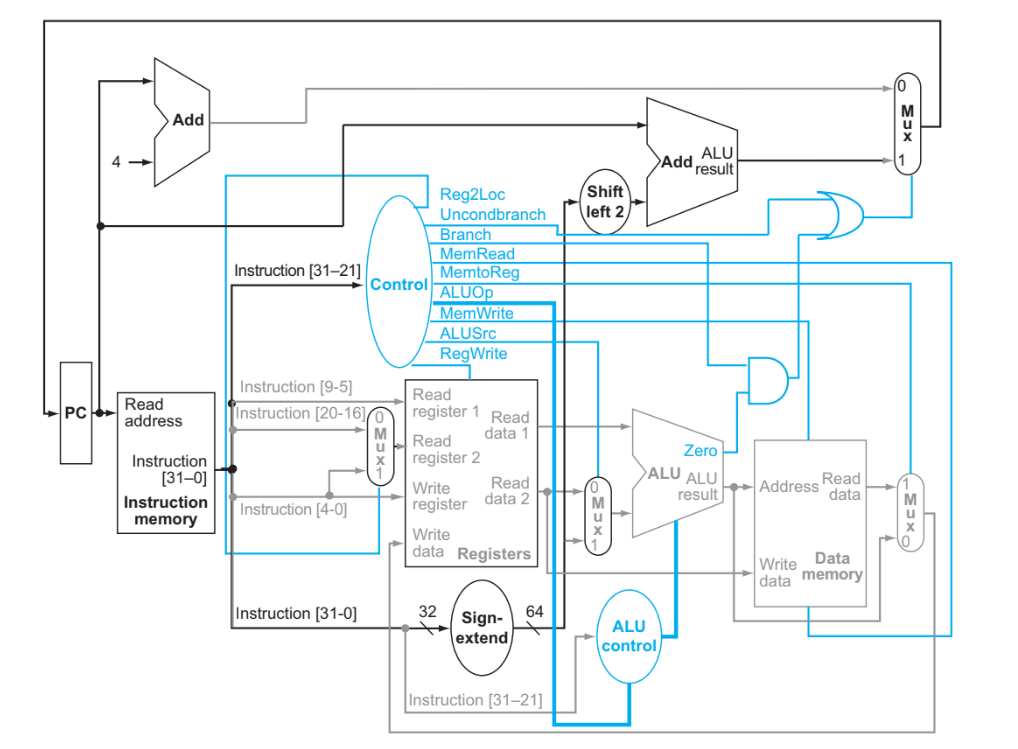 0
M
u
x
1
Add
4
Add
ALU
result
Shift
left 2
Reg2Loc
Uncondbranch
Branch
MemRead
MemtoReg
ALUOp
MemWrite
ALUSrc
RegWrite
Instruction [31–21]
Control
PC
Read
address
Instruction
[31–0]
Instruction
memory
Instruction [9-5]
Instruction [20-16]
Instruction [4-0]
0
M
u
x
1
Read
register 1
Read
register 2
Write
register
Write
data
Read
data 1
Read
data 2
Registers
0
M
u
x
1
Zero
ALU
ALU
result
Address
Read
data
Write
data
Data
memory
1
M
u
x
0
Instruction [31-0]
32
Sign-
extend
64
ALU
control
Instruction [31–21]